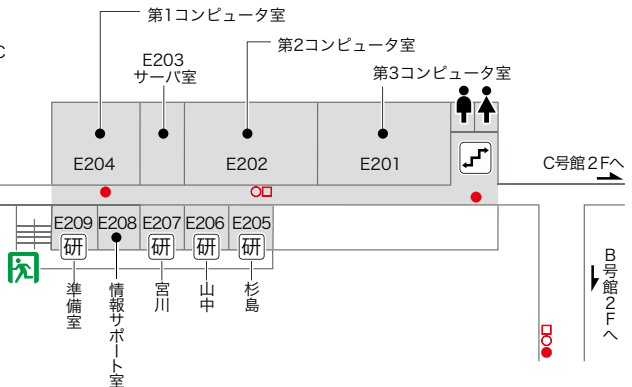 第1コンピュータ室
第2コンピュータ室
C
E203
サーバ室
第3コンピュータ室
E204
E202
E201
C号館2Fへ
E209
E208
E207
E206
E205
研
研
研
研
準備室
情報サポート室
宮川
山中
杉島
B号館2Fへ